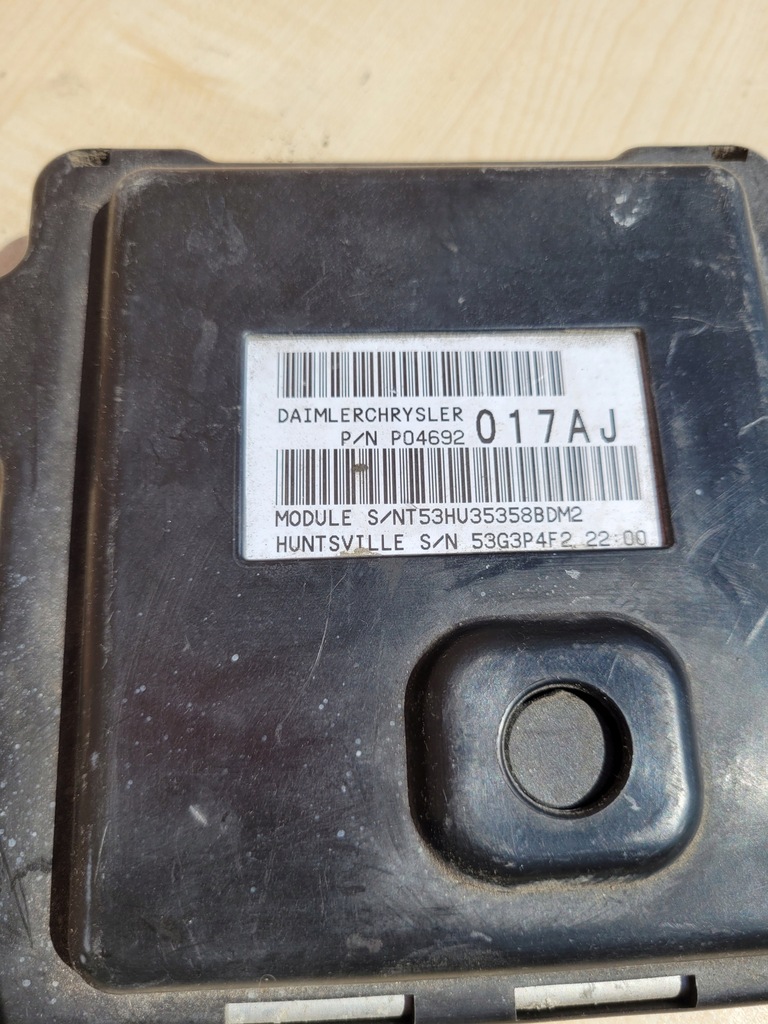 DAIMLERCHRYSLER
P/N P04692 017AJ
MODULE S/NT53HU35358BDM2
HUNTSVILLE S/N 53G3P4F2 22:00